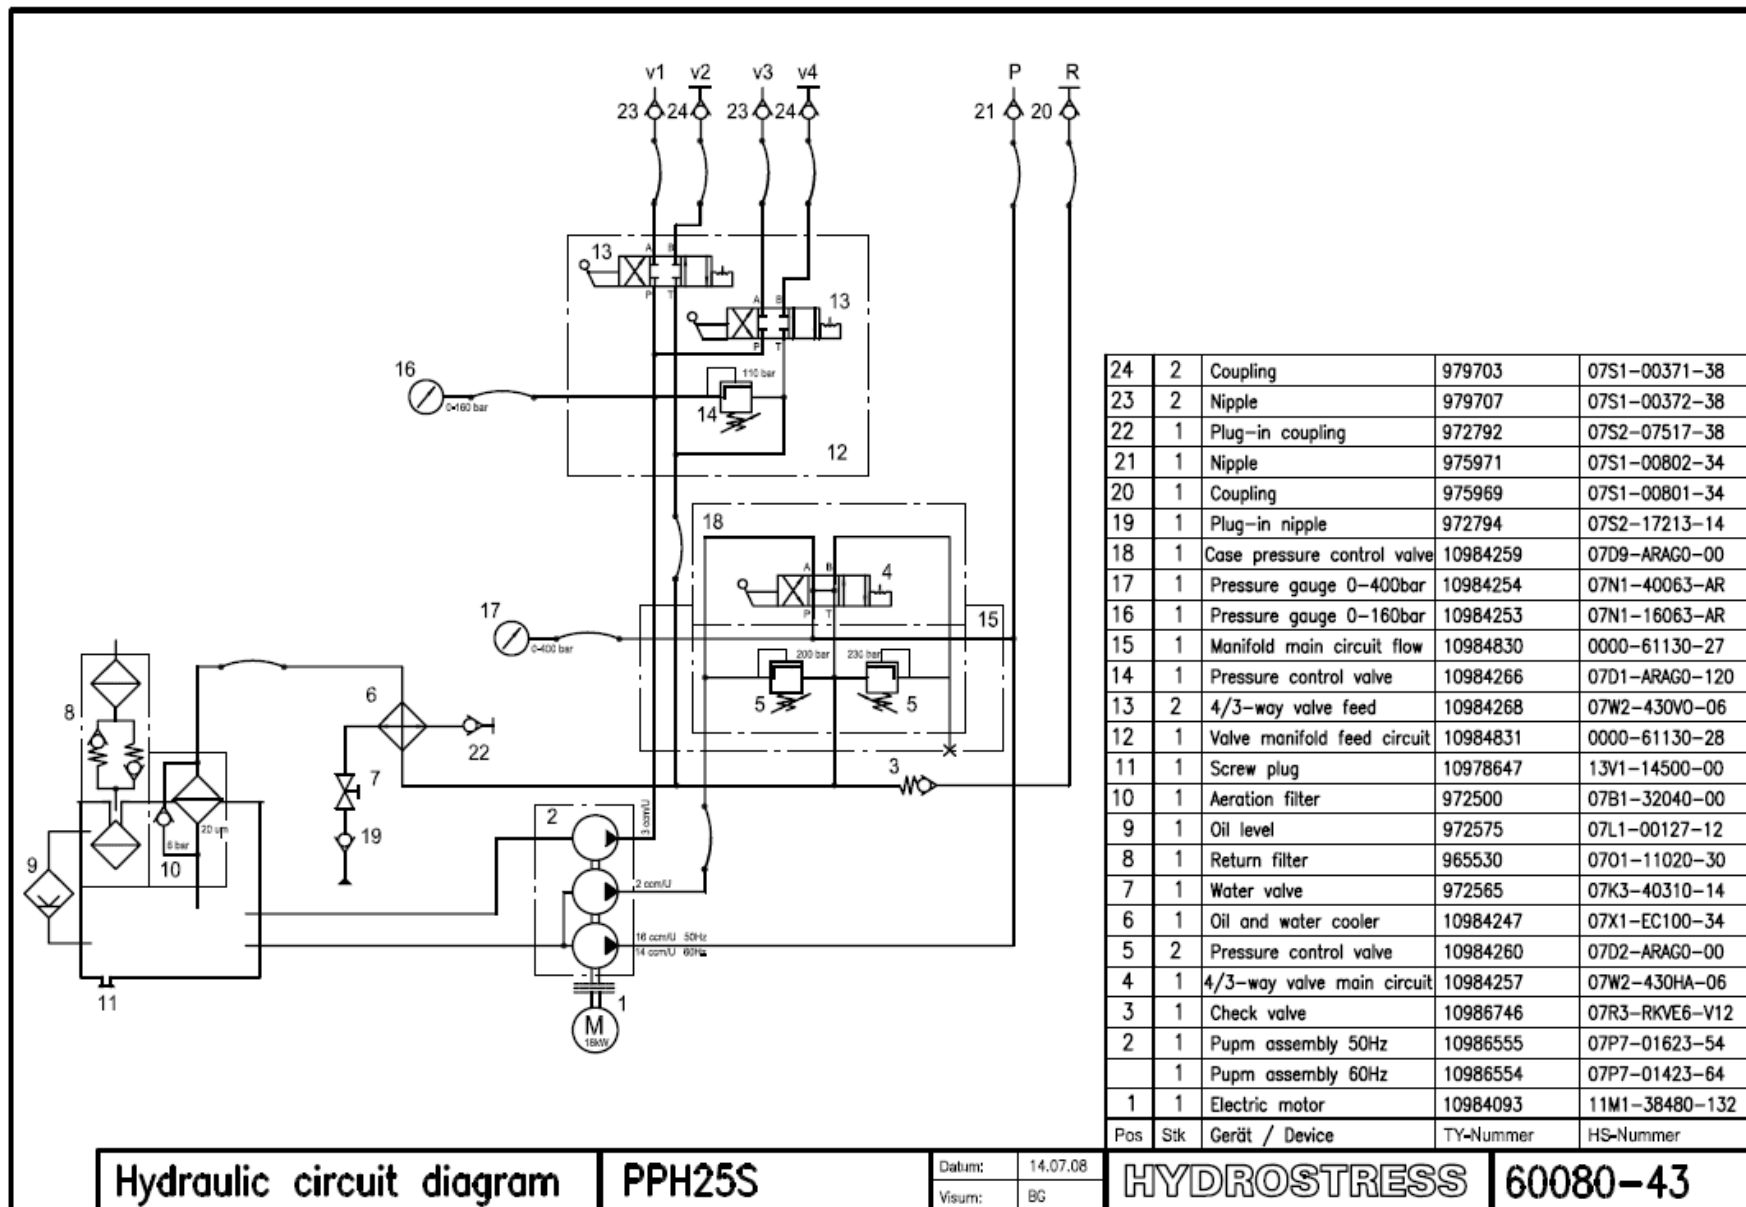 v1 v2 v3 v4 P R
23 24 23 24 21 20
13 A B
P T
A B 13
P T
16 0-160 bar
110 bar
14
12
18
A B 4
P T
17 0-400 bar
15
200 bar 230 bar
5 5
6
8
22
7
3
2
3 ccm/U
19
20 um
6 bar
10
9
2 ccm/U
16 ccm/U 50Hz
14 ccm/U 60Hz
11
1
M
16kW
24 2 Coupling 979703 07S1-00371-38
23 2 Nipple 979707 07S1-00372-38
22 1 Plug-in coupling 972792 07S2-07517-38
21 1 Nipple 975971 07S1-00802-34
20 1 Coupling 975969 07S1-00801-34
19 1 Plug-in nipple 972794 07S2-17213-14
18 1 Case pressure control valve 10984259 07D9-ARAG0-00
17 1 Pressure gauge 0-400bar 10984254 07N1-40063-AR
16 1 Pressure gauge 0-160bar 10984253 07N1-16063-AR
15 1 Manifold main circuit flow 10984830 0000-61130-27
14 1 Pressure control valve 10984266 07D1-ARAG0-120
13 2 4/3-way valve feed 10984268 07W2-430V0-06
12 1 Valve manifold feed circuit 10984831 0000-61130-28
11 1 Screw plug 10978647 13V1-14500-00
10 1 Aeration filter 972500 07B1-32040-00
9 1 Oil level 972575 07L1-00127-12
8 1 Return filter 965530 0701-11020-30
7 1 Water valve 972565 07K3-40310-14
6 1 Oil and water cooler 10984247 07X1-EC100-34
5 2 Pressure control valve 10984260 07D2-ARAG0-00
4 1 4/3-way valve main circuit 10984257 07W2-430HA-06
3 1 Check valve 10986746 07R3-RKVE6-V12
2 1 Pupm assembly 50Hz 10986555 07P7-01623-54
1 Pupm assembly 60Hz 10986554 07P7-01423-64
1 1 Electric motor 10984093 11M1-38480-132
Pos Stk Gerät / Device TY-Nummer HS-Nummer
Hydraulic circuit diagram PPH25S
Datum: 14.07.08
Visum: BG
HYDROSTRESS 60080-43